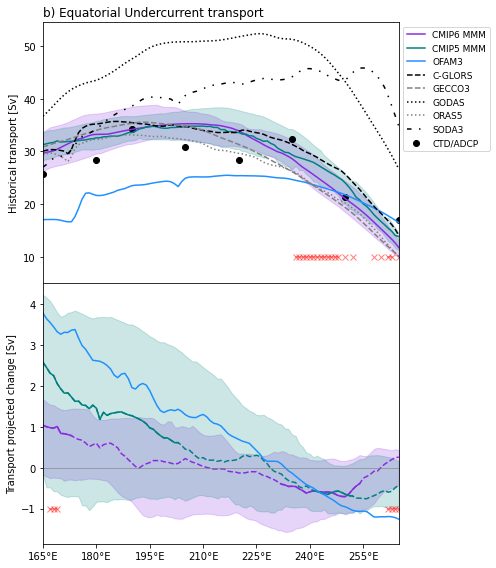 b) Equatorial Undercurrent transport
Historical transport [Sv]
50
40
30
20
10
CMIP6 MMM
CMIP5 MMM
OFAM3
C-GLORS
GECCO3
GODAS
ORAS5
SODA3
CTD/ADCP
Transport projected change [Sv]
4
3
2
1
0
−1
165°E 180°E 195°E 210°E 225°E 240°E 255°E